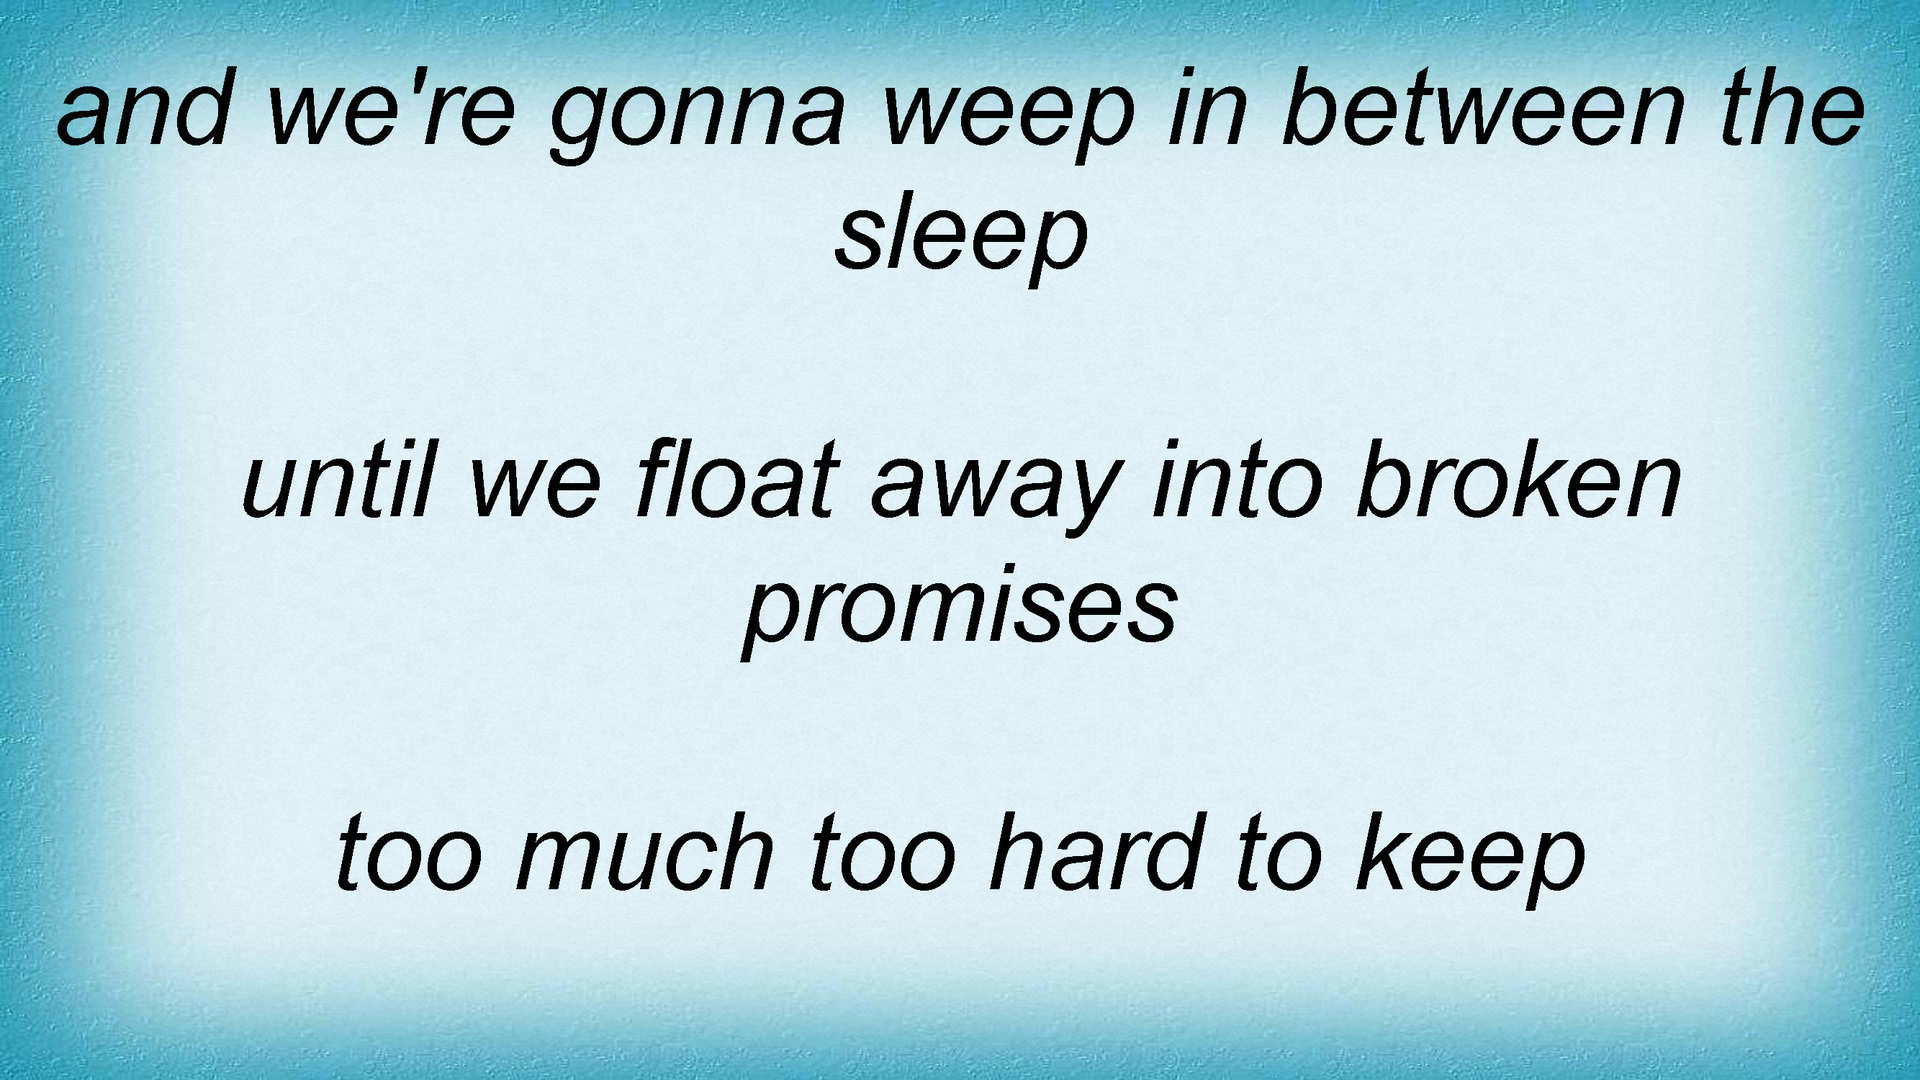 and we're gonna weep in between the
sleep
until we float away into broken
promises
too much too hard to keep